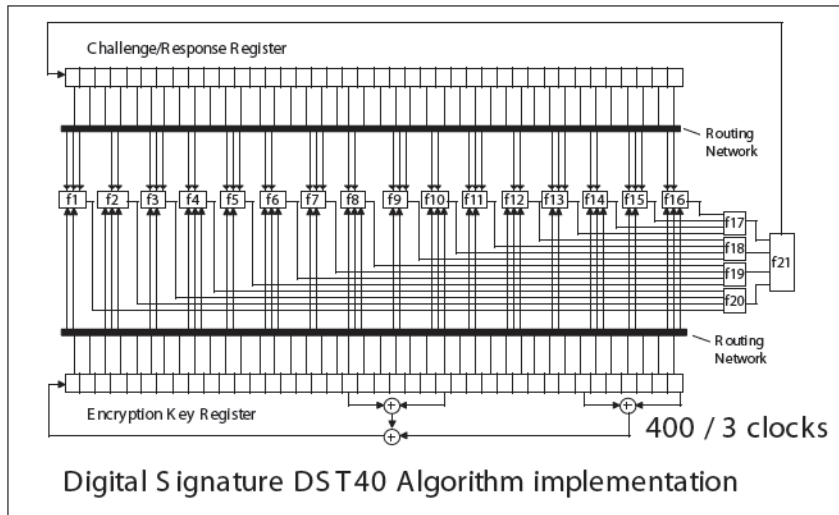 Challenge/Response Register
Routing
Network
f1 f2 f3 f4 f5 f6 f7 f8 f9 f10 f11 f12 f13 f14 f15 f16
f17
f18
f21
f19
f20
Routing
Network
Encryption Key Register
400 / 3 clocks
Digital Signature DST40 Algorithm implementation